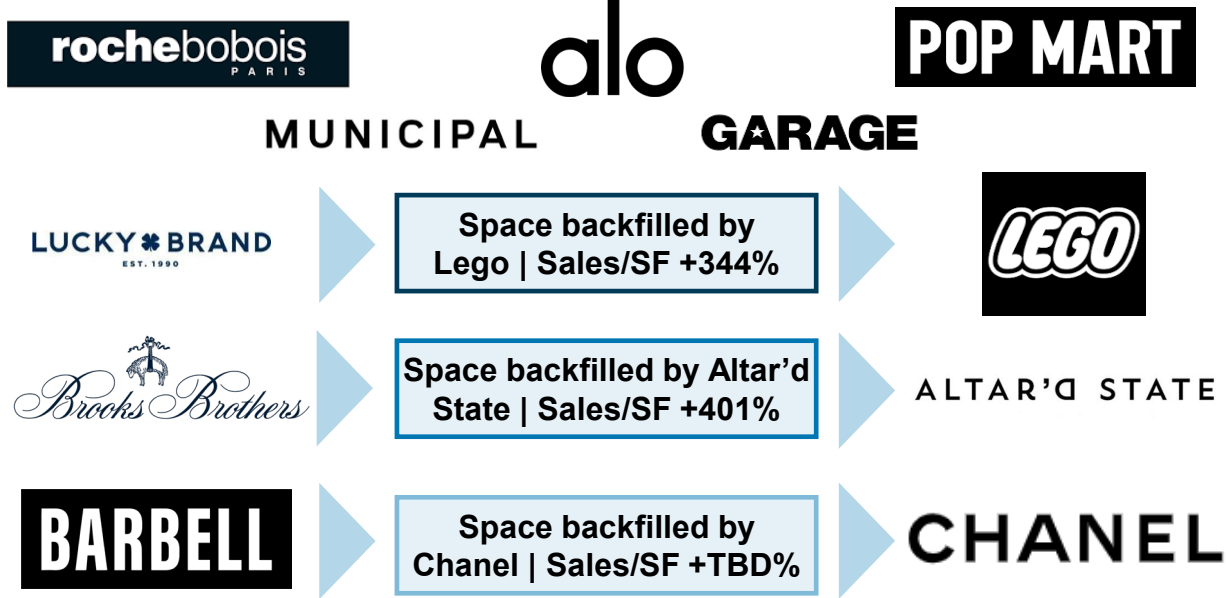 rochebobois
PARIS
alo
POP MART
MUNICIPAL
GARAGE
LUCKY BRAND
EST. 1990
Space backfilled by
Lego | Sales/SF +344%
LEGO
Brooks Brothers
Space backfilled by Altar’d
State | Sales/SF +401%
ALTAR'D STATE
BARBELL
Space backfilled by
Chanel | Sales/SF +TBD%
CHANEL